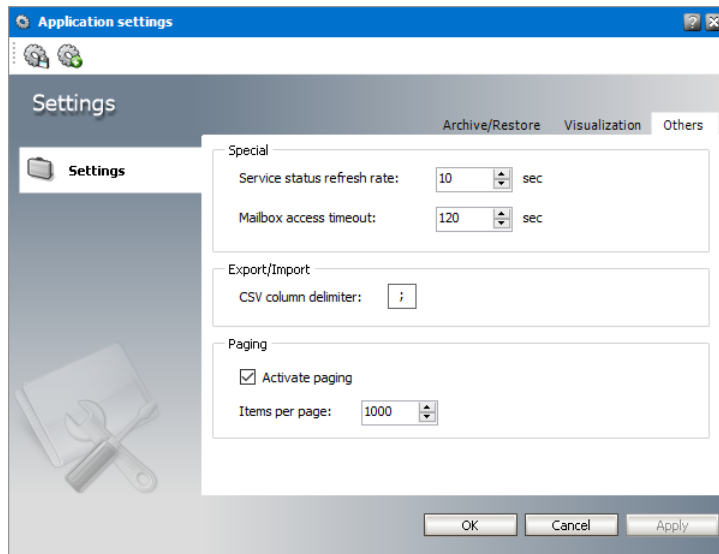 Application settings
Settings
Archive/Restore Visualization Others
Settings
Special
Service status refresh rate: 10 sec
Mailbox access timeout: 120 sec
Export/Import
CSV column delimiter: ;
Paging
Activate paging
Items per page: 1000
OK Cancel Apply